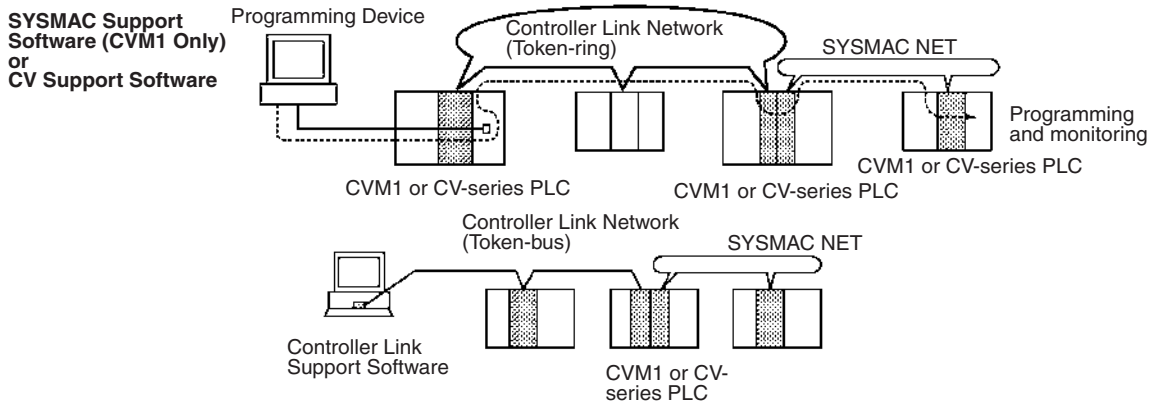 SYSMAC Support
Software (CVM1 Only)
or
CV Support Software
Programming Device
Controller Link Network
(Token-ring)
SYSMAC NET
Programming
and monitoring
CVM1 or CV-series PLC
CVM1 or CV-series PLC
CVM1 or CV-series PLC
Controller Link Network
(Token-bus)
SYSMAC NET
Controller Link
Support Software
CVM1 or CV-
series PLC